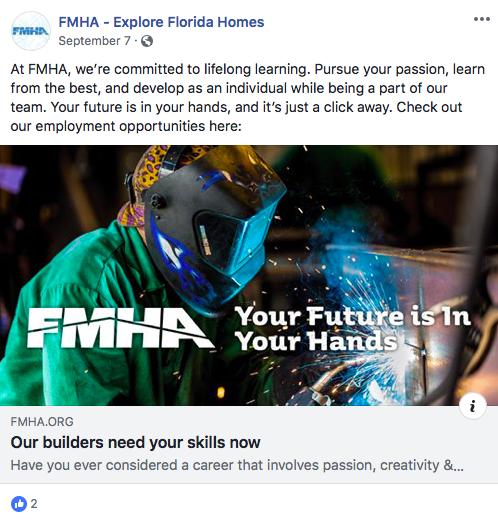 FMHA
FMHA - Explore Florida Homes
September 7 ·
At FMHA, we're committed to lifelong learning. Pursue your passion, learn
from the best, and develop as an individual while being a part of our
team. Your future is in your hands, and it's just a click away. Check out
our employment opportunities here:
FMHA
Your Future is In
Your Hands
i
FMHA.ORG
Our builders need your skills now
Have you ever considered a career that involves passion, creativity &...
2